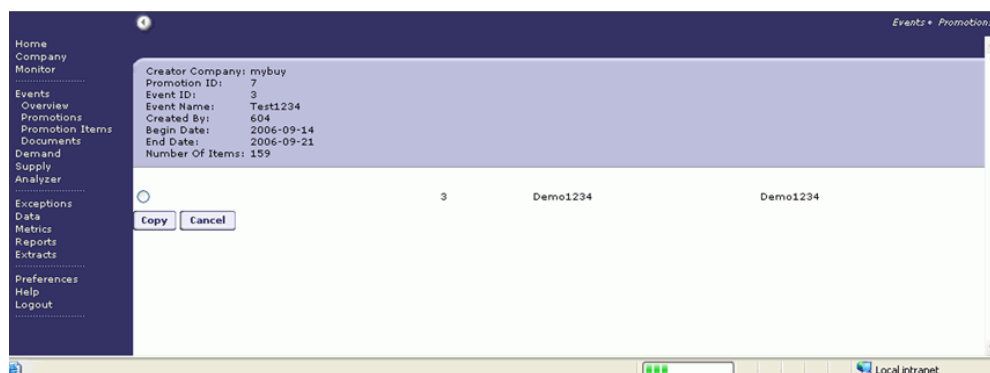 Events • Promotion
Home
Company
Monitor
Events
Overview
Promotions
Promotion Items
Documents
Demand
Supply
Analyzer
Exceptions
Data
Metrics
Reports
Extracts
Preferences
Help
Logout
Creator Company: mybuy
Promotion ID: 7
Event ID: 3
Event Name: Test1234
Created By: 604
Begin Date: 2006-09-14
End Date: 2006-09-21
Number Of Items: 159
3 Demo1234 Demo1234
Copy Cancel
Local intranet